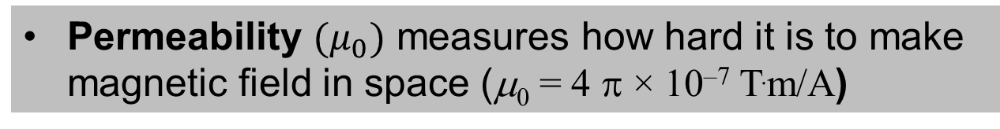 • Permeability (𝜇₀) measures how hard it is to make
magnetic field in space (μ₀ = 4 π × 10⁻⁷ T·m/A)